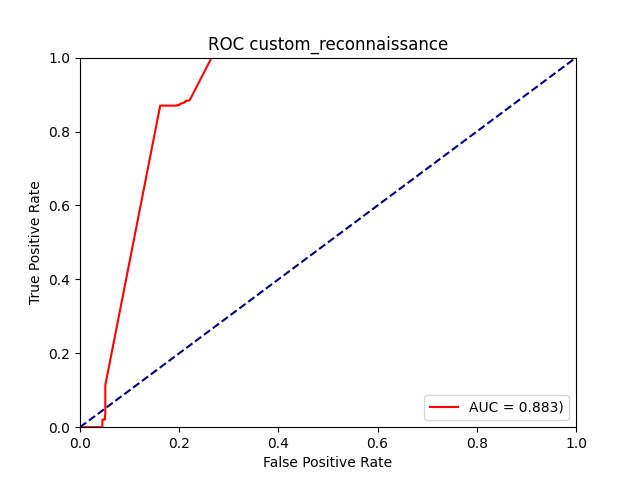 ROC custom_reconnaissance
True Positive Rate
1.0
0.8
0.6
0.4
0.2
0.0
AUC = 0.883)
0.0 0.2 0.4 0.6 0.8 1.0
False Positive Rate